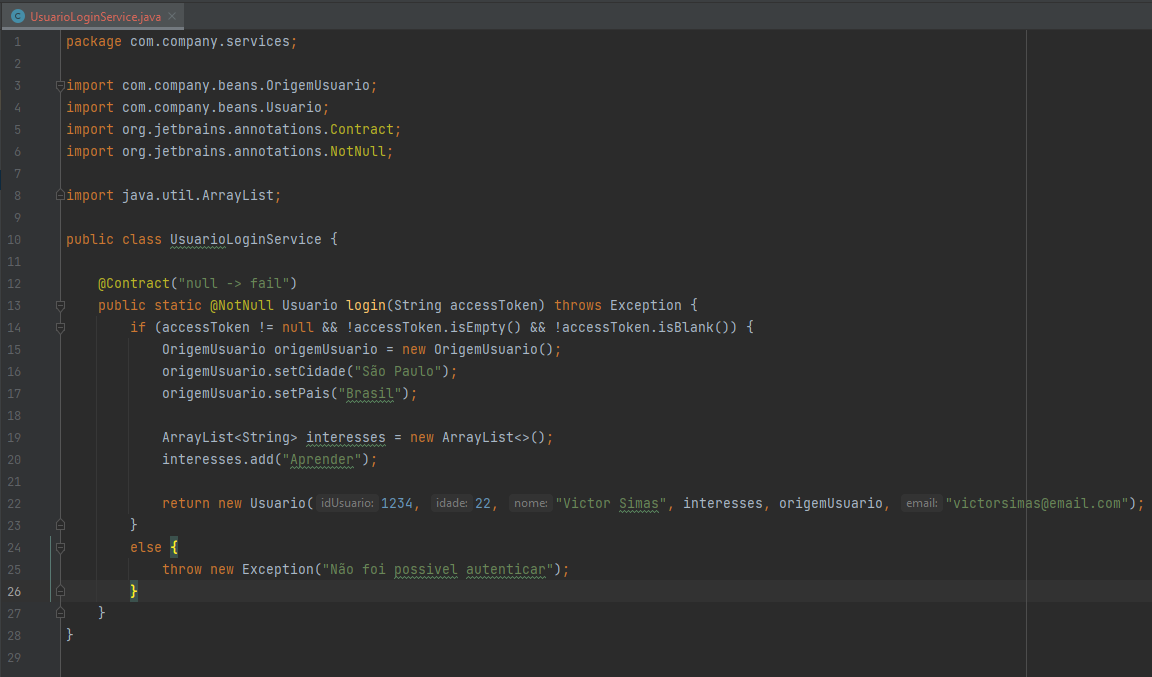 UsuarioLoginService.java
1 package com.company.services;
2
3 import com.company.beans.OrigemUsuario;
4 import com.company.beans.Usuario;
5 import org.jetbrains.annotations.Contract;
6 import org.jetbrains.annotations.NotNull;
7
8 import java.util.ArrayList;
9
10 public class UsuarioLoginService {
11
12 @Contract("null -> fail")
13 public static @NotNull Usuario login(String accessToken) throws Exception {
14 if (accessToken != null && !accessToken.isEmpty() && !accessToken.isBlank()) {
15 OrigemUsuario origemUsuario = new OrigemUsuario();
16 origemUsuario.setCidade("São Paulo");
17 origemUsuario.setPais("Brasil");
18
19 ArrayList<String> interesses = new ArrayList<>();
20 interesses.add("Aprender");
21
22 return new Usuario( idUsuario: 1234, idade: 22, nome: "Victor Simas", interesses, origemUsuario, email: "victorsimas@email.com");
23 }
24 else {
25 throw new Exception("Não foi possivel autenticar");
26 }
27 }
28 }
29